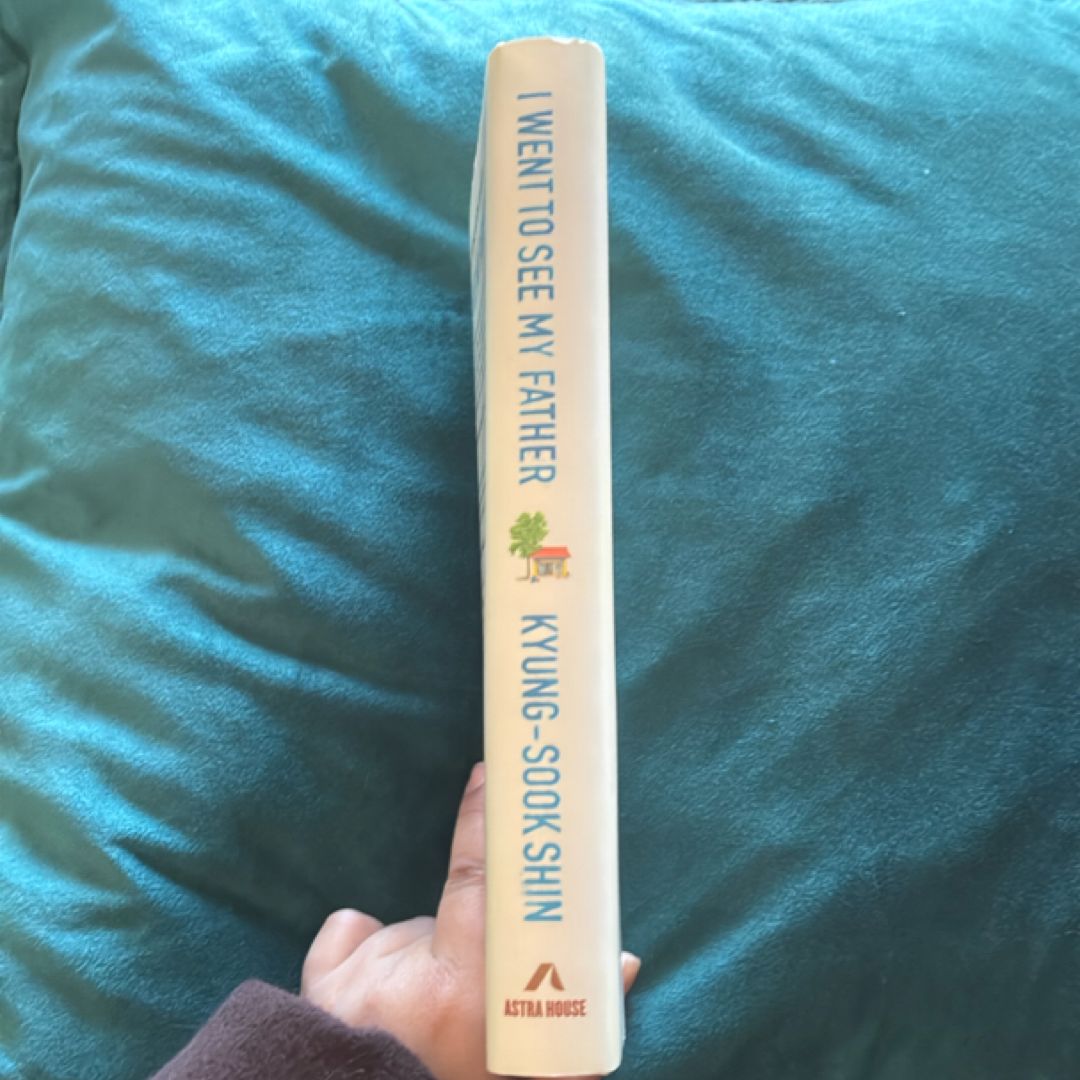 I WENT TO SEE MY FATHER
KYUNG-SOOK SHIN
ASTRA HOUSE